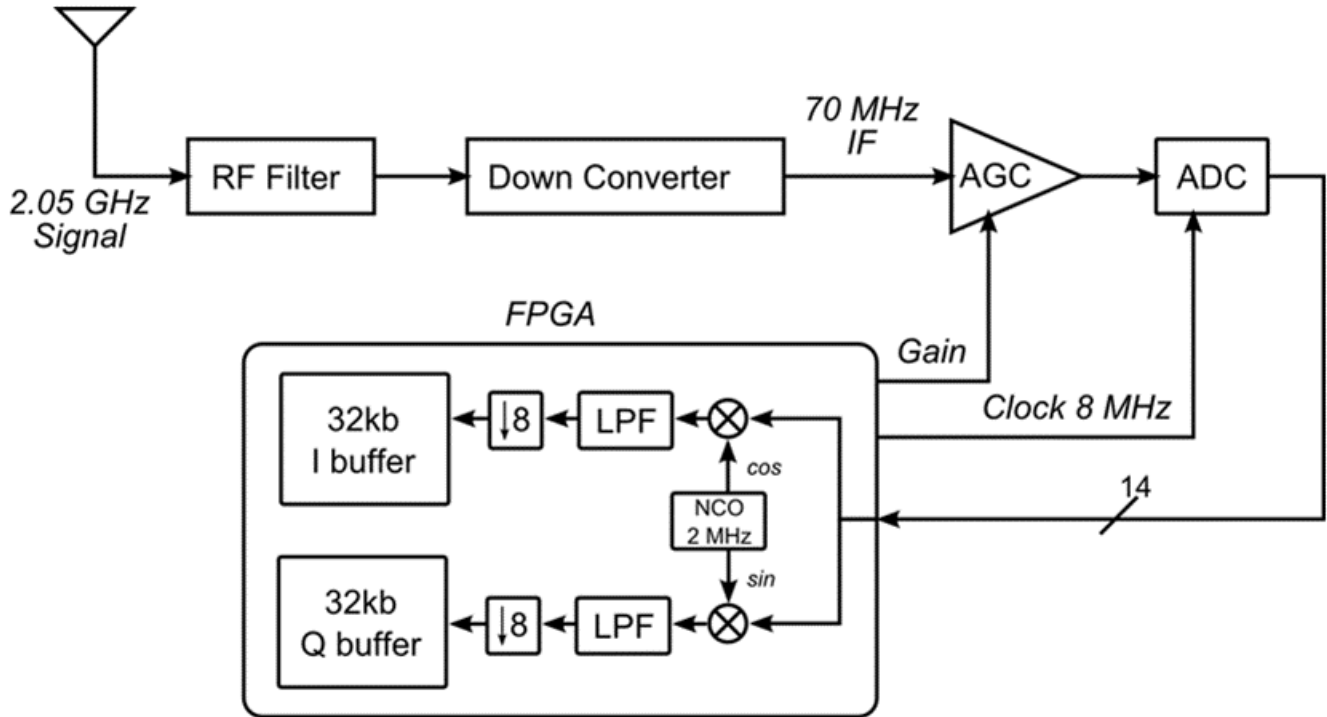 70 MHz
IF
RF Filter
Down Converter
AGC
ADC
2.05 GHz
Signal
FPGA
Gain
Clock 8 MHz
32kb
I buffer
↓8
LPF
cos
NCO
2 MHz
14
sin
32kb
Q buffer
↓8
LPF